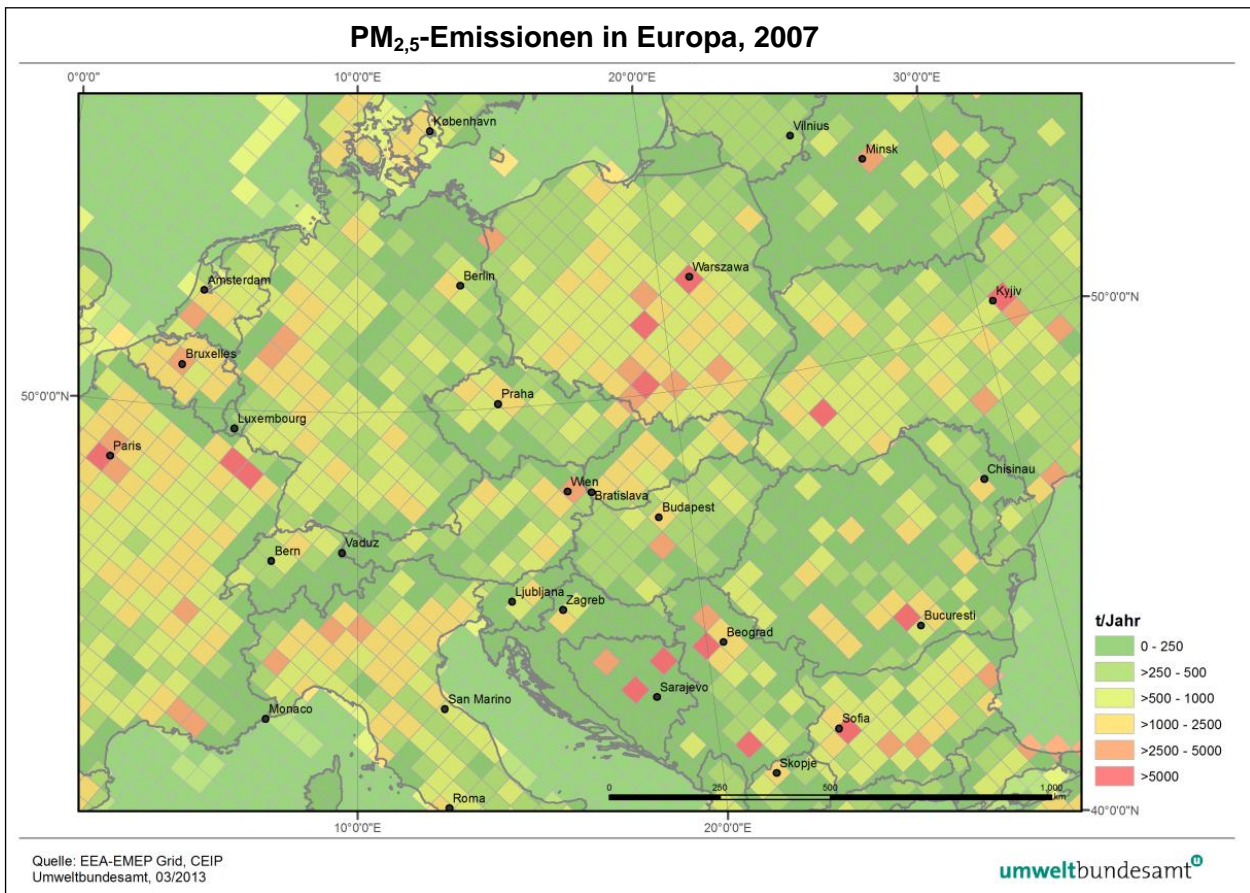 PM2,5-Emissionen in Europa, 2007
0°0'0"
10°0'0"E
20°0'0"E
30°0'0"E
København
Vilnius
Minsk
Amsterdam
Berlin
Warszawa
Kyjiv
50°0'0"N
Bruxelles
50°0'0"N
Praha
Luxembourg
Paris
Chisinau
Wien
Bratislava
Budapest
Bern
Vaduz
Ljubljana
Zagreb
Beograd
Bucuresti
t/Jahr
0 - 250
>250 - 500
>500 - 1000
>1000 - 2500
>2500 - 5000
>5000
San Marino
Sarajevo
Monaco
Sofia
Skopje
Roma
0 250 500 1,000
km
40°0'0"N
10°0'0"E
20°0'0"E
Quelle: EEA-EMEP Grid, CEIP
Umweltbundesamt, 03/2013
umweltbundesamt u